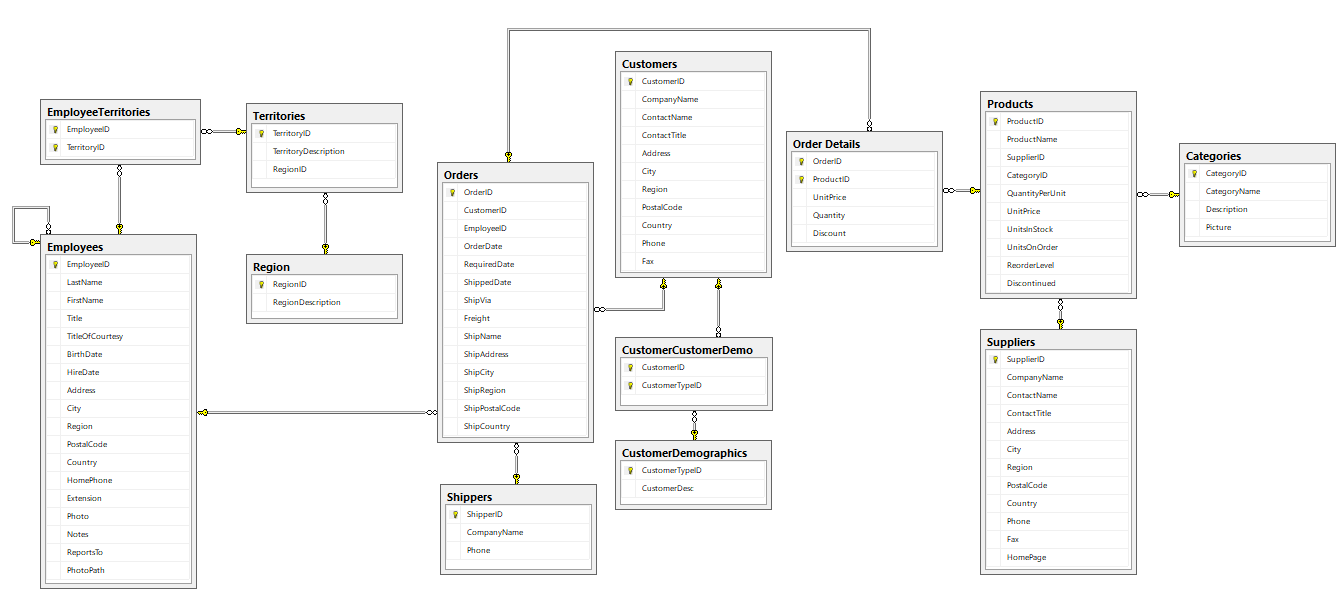 EmployeeTerritories
EmployeeID
TerritoryID
Territories
TerritoryID
TerritoryDescription
RegionID
Employees
EmployeeID
LastName
FirstName
Title
TitleOfCourtesy
BirthDate
HireDate
Address
City
Region
PostalCode
Country
HomePhone
Extension
Photo
Notes
ReportsTo
PhotoPath
Region
RegionID
RegionDescription
Orders
OrderID
CustomerID
EmployeeID
OrderDate
RequiredDate
ShippedDate
ShipVia
Freight
ShipName
ShipAddress
ShipCity
ShipRegion
ShipPostalCode
ShipCountry
Shippers
ShipperID
CompanyName
Phone
Customers
CustomerID
CompanyName
ContactName
ContactTitle
Address
City
Region
PostalCode
Country
Phone
Fax
CustomerCustomerDemo
CustomerID
CustomerTypeID
CustomerDemographics
CustomerTypeID
CustomerDesc
Order Details
OrderID
ProductID
UnitPrice
Quantity
Discount
Products
ProductID
ProductName
SupplierID
CategoryID
QuantityPerUnit
UnitPrice
UnitsInStock
UnitsOnOrder
ReorderLevel
Discontinued
Suppliers
SupplierID
CompanyName
ContactName
ContactTitle
Address
City
Region
PostalCode
Country
Phone
Fax
HomePage
Categories
CategoryID
CategoryName
Description
Picture